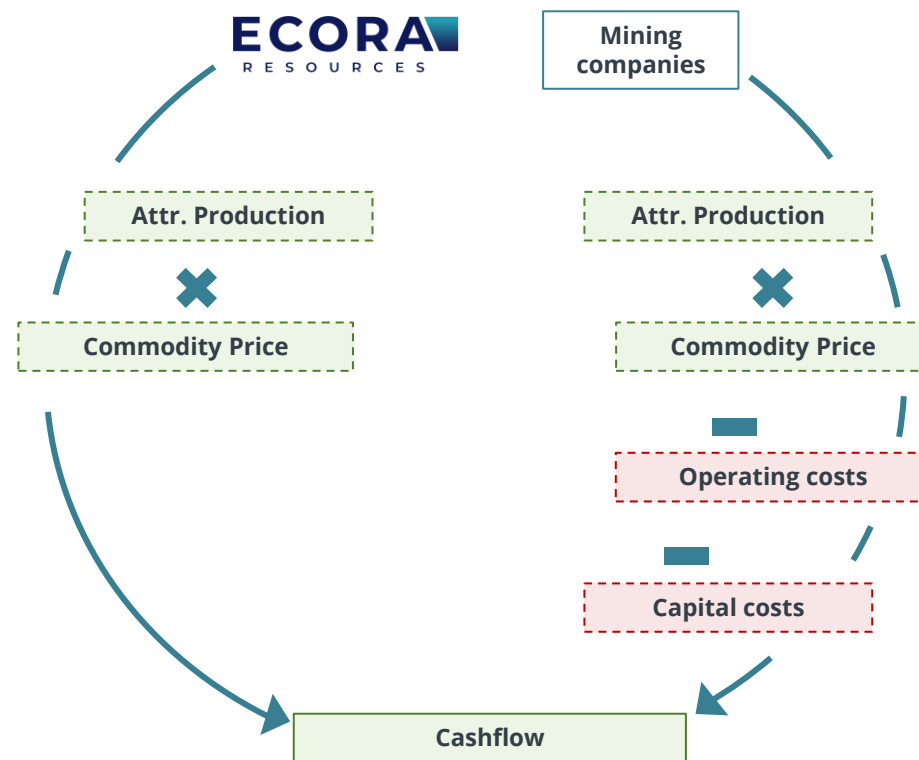 ECORA
RESOURCES
Mining
companies
Attr. Production
Attr. Production
Commodity Price
Commodity Price
Operating costs
Capital costs
Cashflow